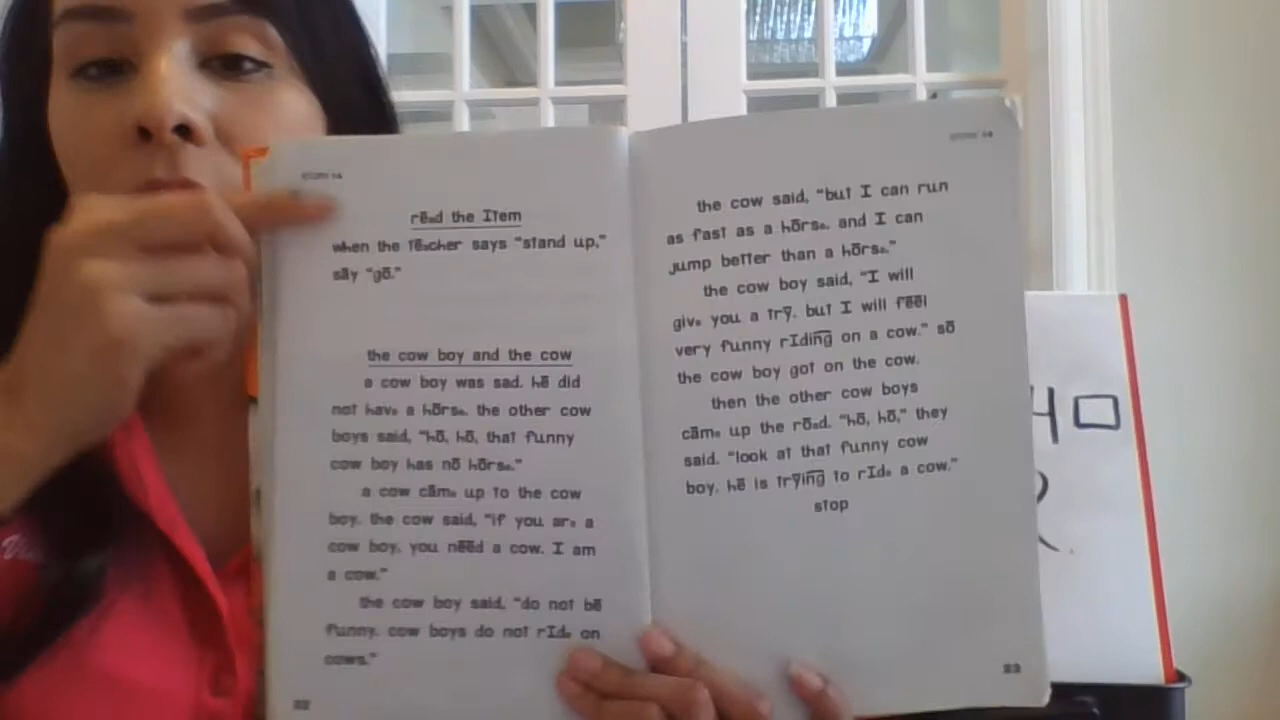 story 14
rēad the Item
when the tēacher says "stand up,"
sāy "gō."
the cow boy and the cow
a cow boy was sad. hē did
not have a hōrse. the other cow
boys said, "hō, hō, that funny
cow boy has nō hōrse."
a cow cāme up to the cow
boy. the cow said, "if you are a
cow boy, you nēēd a cow. I am
a cow."
the cow boy said, "do not bē
funny. cow boys do not rIde on
cows."
22
story 14
the cow said, "but I can run
as fast as a hōrse. and I can
jump better than a hōrse."
the cow boy said, "I will
give you a trȳ. but I will fēēl
very funny rIding on a cow." sō
the cow boy got on the cow.
then the other cow boys
cāme up the rōad. "hō, hō," they
said. "look at that funny cow
boy. hē is trȳing to rIde a cow."
stop
23